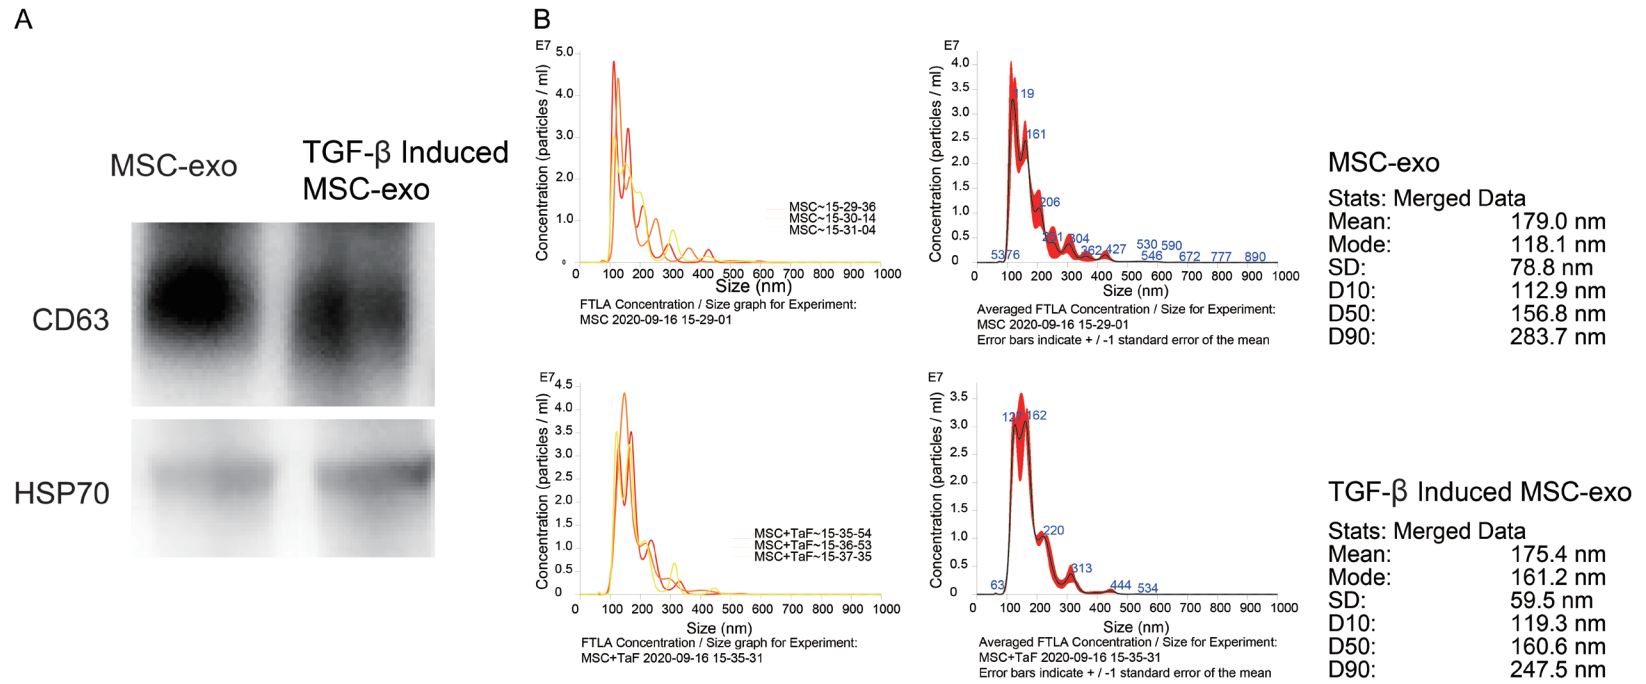 A
MSC-exo
TGF-β Induced
MSC-exo
CD63
HSP70
B
E7
5.0
4.0
3.0
2.0
1.0
0
Concentration (particles / ml)
MSC~15-29-36
MSC~15-30-14
MSC~15-31-04
100 200 300 400 500 600 700 800 900 1000
Size (nm)
FTLA Concentration / Size graph for Experiment:
MSC 2020-09-16 15-29-01
E7
4.0
3.5
3.0
2.5
2.0
1.5
1.0
0.5
0
Concentration (particles / ml)
119
161
206
251
304
362
427
5376
530
546
590
672
777
890
0 100 200 300 400 500 600 700 800 900 1000
Size (nm)
Averaged FTLA Concentration / Size for Experiment:
MSC 2020-09-16 15-29-01
Error bars indicate + / -1 standard error of the mean
MSC-exo
Stats: Merged Data
Mean: 179.0 nm
Mode: 118.1 nm
SD: 78.8 nm
D10: 112.9 nm
D50: 156.8 nm
D90: 283.7 nm
E7
4.5
4.0
3.5
3.0
2.5
2.0
1.5
1.0
0.5
0
Concentration (particles / ml)
MSC+TaF~15-35-54
MSC+TaF~15-36-53
MSC+TaF~15-37-35
0 100 200 300 400 500 600 700 800 900 1000
Size (nm)
FTLA Concentration / Size graph for Experiment:
MSC+TaF 2020-09-16 15-35-31
E7
3.5
3.0
2.5
2.0
1.5
1.0
0.5
0
Concentration (particles / ml)
127
162
220
313
444
534
63
0 100 200 300 400 500 600 700 800 900 1000
Size (nm)
Averaged FTLA Concentration / Size for Experiment:
MSC+TaF 2020-09-16 15-35-31
Error bars indicate + / -1 standard error of the mean
TGF-β Induced MSC-exo
Stats: Merged Data
Mean: 175.4 nm
Mode: 161.2 nm
SD: 59.5 nm
D10: 119.3 nm
D50: 160.6 nm
D90: 247.5 nm